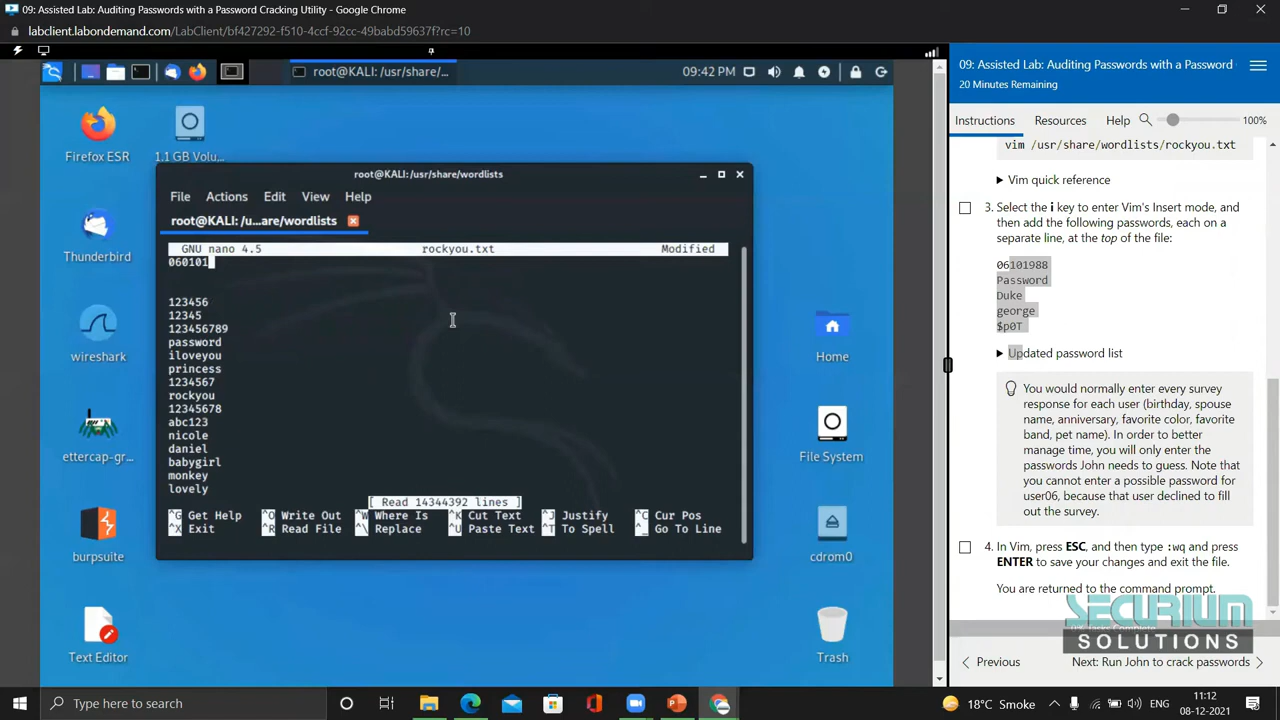 09: Assisted Lab: Auditing Passwords with a Password Cracking Utility - Google Chrome
labclient.labondemand.com/LabClient/bf427292-f510-4ccf-92cc-49babd59637f?rc=10
root@KALI: /usr/share/...
09:42 PM
Firefox ESR
1.1 GB Volu...
Thunderbird
wireshark
ettercap-gr...
burpsuite
Text Editor
Home
File System
cdrom0
Trash
root@KALI: /usr/share/wordlists
File Actions Edit View Help
root@KALI: /u...are/wordlists
GNU nano 4.5 rockyou.txt Modified
060101
123456
12345
123456789
password
iloveyou
princess
1234567
rockyou
12345678
abc123
nicole
daniel
babygirl
monkey
lovely
[ Read 14344392 lines ]
^G Get Help ^O Write Out ^W Where Is ^K Cut Text ^J Justify ^C Cur Pos
^X Exit ^R Read File ^\ Replace ^U Paste Text ^T To Spell ^_ Go To Line
09: Assisted Lab: Auditing Passwords with a Password
20 Minutes Remaining
Instructions Resources Help 100%
vim /usr/share/wordlists/rockyou.txt
Vim quick reference
3. Select the i key to enter Vim's Insert mode, and
then add the following passwords, each on a
separate line, at the top of the file:
06101988
Password
Duke
george
$p0T
Updated password list
You would normally enter every survey
response for each user (birthday, spouse
name, anniversary, favorite color, favorite
band, pet name). In order to better
manage time, you will only enter the
passwords John needs to guess. Note that
you cannot enter a possible password for
user06, because that user declined to fill
out the survey.
4. In Vim, press ESC, and then type :wq and press
ENTER to save your changes and exit the file.
You are returned to the command prompt.
SECURIUM
SOLUTIONS
Previous
Next: Run John to crack passwords
Type here to search
18°C Smoke
ENG
11:12
08-12-2021